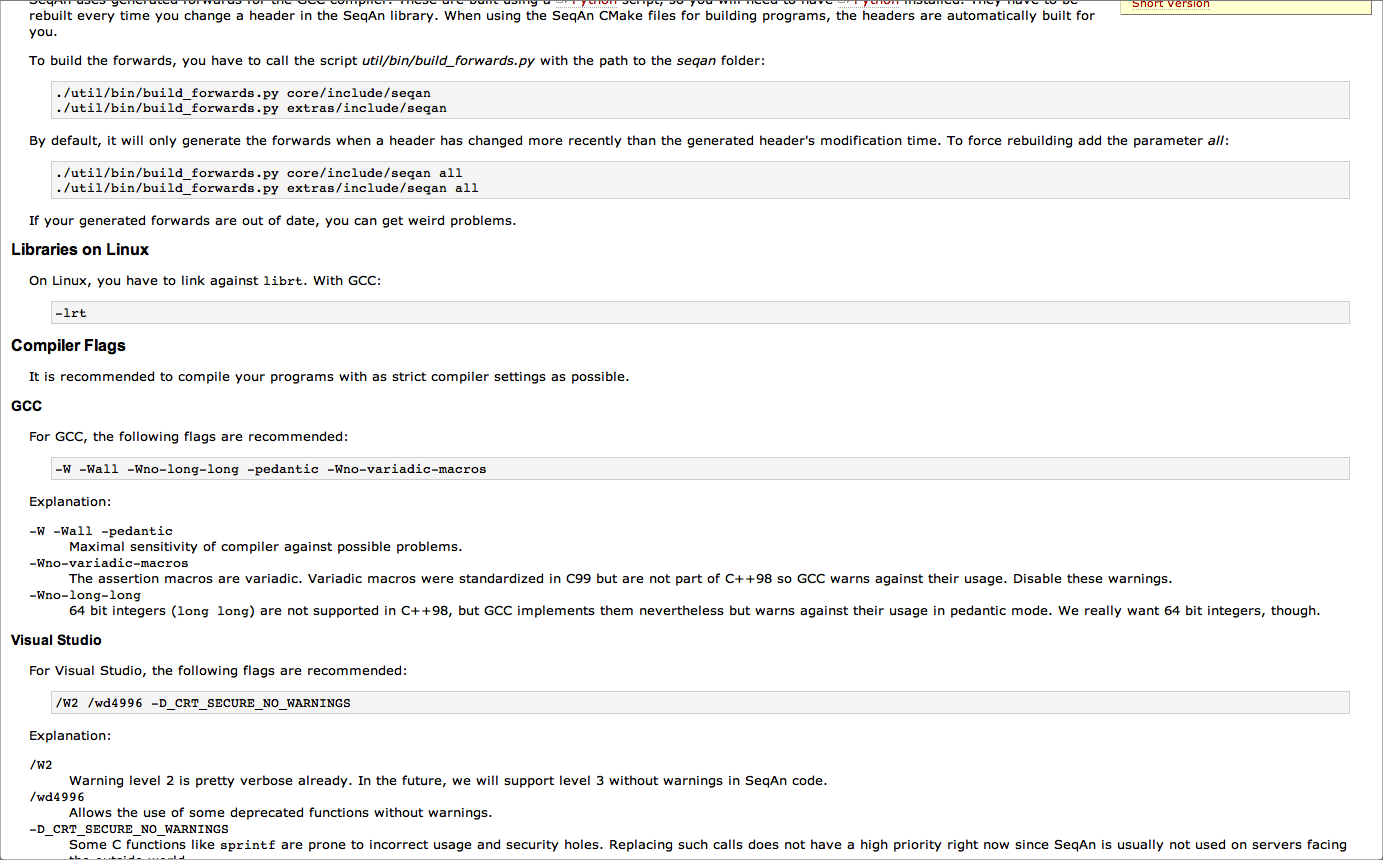 SeqAn uses generated forwards for the GCC compiler. These are built using a Python script, so you will need to have Python installed. They have to be
Short Version
rebuilt every time you change a header in the SeqAn library. When using the SeqAn CMake files for building programs, the headers are automatically built for
you.
To build the forwards, you have to call the script util/bin/build_forwards.py with the path to the seqan folder:
./util/bin/build_forwards.py core/include/seqan
./util/bin/build_forwards.py extras/include/seqan
By default, it will only generate the forwards when a header has changed more recently than the generated header's modification time. To force rebuilding add the parameter all:
./util/bin/build_forwards.py core/include/seqan all
./util/bin/build_forwards.py extras/include/seqan all
If your generated forwards are out of date, you can get weird problems.
Libraries on Linux
On Linux, you have to link against librt. With GCC:
-lrt
Compiler Flags
It is recommended to compile your programs with as strict compiler settings as possible.
GCC
For GCC, the following flags are recommended:
-W -Wall -Wno-long-long -pedantic -Wno-variadic-macros
Explanation:
-W -Wall -pedantic
Maximal sensitivity of compiler against possible problems.
-Wno-variadic-macros
The assertion macros are variadic. Variadic macros were standardized in C99 but are not part of C++98 so GCC warns against their usage. Disable these warnings.
-Wno-long-long
64 bit integers (long long) are not supported in C++98, but GCC implements them nevertheless but warns against their usage in pedantic mode. We really want 64 bit integers, though.
Visual Studio
For Visual Studio, the following flags are recommended:
/W2 /wd4996 -D_CRT_SECURE_NO_WARNINGS
Explanation:
/W2
Warning level 2 is pretty verbose already. In the future, we will support level 3 without warnings in SeqAn code.
/wd4996
Allows the use of some deprecated functions without warnings.
-D_CRT_SECURE_NO_WARNINGS
Some C functions like sprintf are prone to incorrect usage and security holes. Replacing such calls does not have a high priority right now since SeqAn is usually not used on servers facing
the outside world.